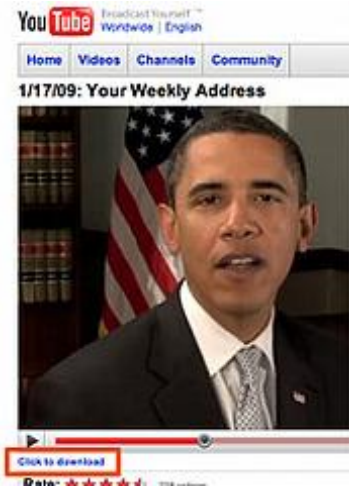 You Tube Broadcast Yourself ™
Worldwide | English
Home Videos Channels Community
1/17/09: Your Weekly Address
Click to download
Rate: